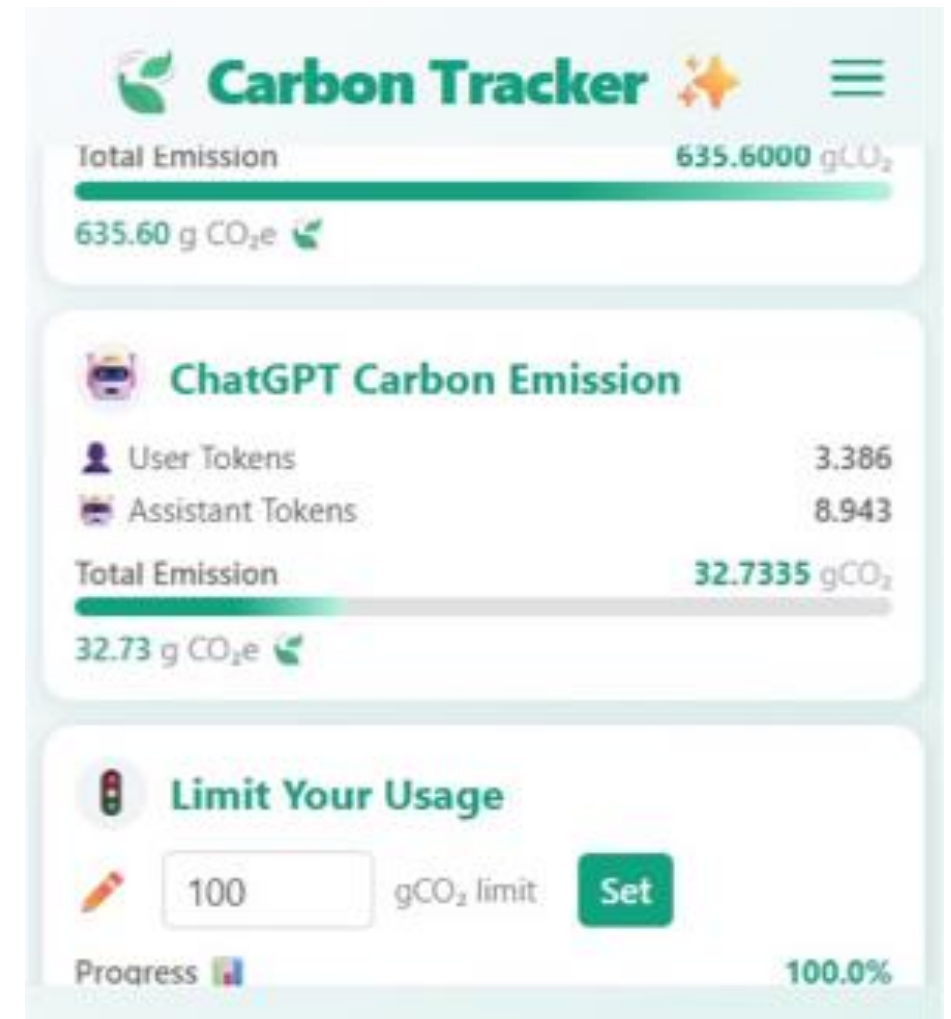 Carbon Tracker
Total Emission 635.6000 gCO₂
635.60 g CO₂e
ChatGPT Carbon Emission
User Tokens 3.386
Assistant Tokens 8.943
Total Emission 32.7335 gCO₂
32.73 g CO₂e
Limit Your Usage
100 gCO₂ limit Set
Progress 100.0%